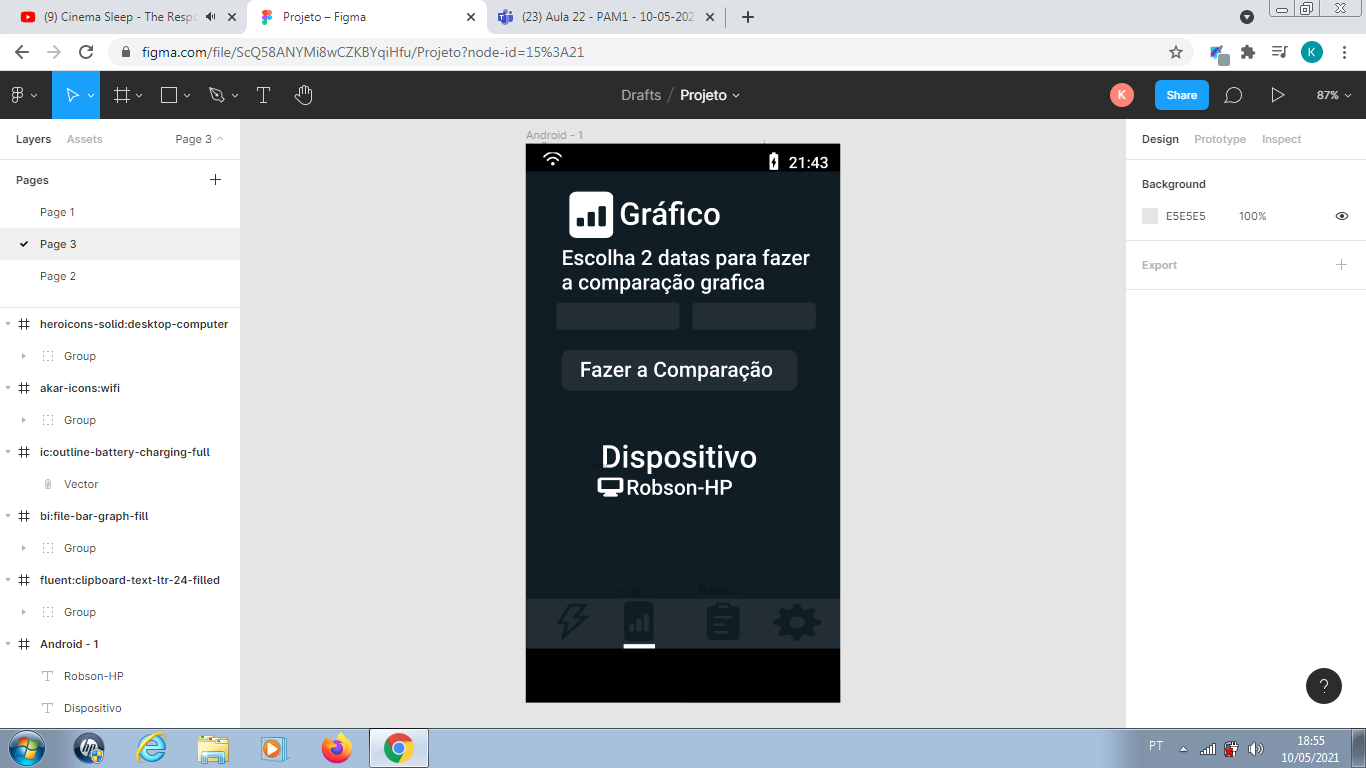 (9) Cinema Sleep - The Respo
Projeto – Figma
(23) Aula 22 - PAM1 - 10-05-202
figma.com/file/ScQ58ANYMi8wCZKBYqiHfu/Projeto?node-id=15%3A21
K
Drafts / Projeto
K
Share
87%
Layers
Assets
Page 3
Pages
Page 1
Page 3
Page 2
heroicons-solid:desktop-computer
Group
akar-icons:wifi
Group
ic:outline-battery-charging-full
Vector
bi:file-bar-graph-fill
Group
fluent:clipboard-text-ltr-24-filled
Group
Android - 1
Robson-HP
Dispositivo
Android - 1
21:43
Gráfico
Escolha 2 datas para fazer
a comparação grafica
Fazer a Comparação
Dispositivo
Robson-HP
Design
Prototype
Inspect
Background
E5E5E5
100%
Export
?
hp
PT
18:55
10/05/2021